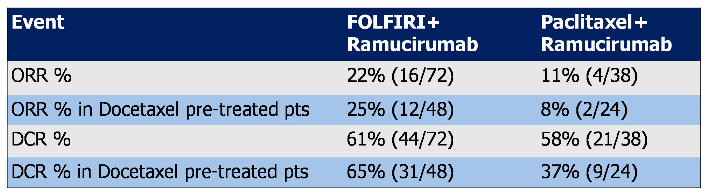 Event FOLFIRI+ Paclitaxel+
Ramucirumab Ramucirumab
ORR % 22% (16/72) 11% (4/38)
ORR % in Docetaxel pre-treated pts 25% (12/48) 8% (2/24)
DCR % 61% (44/72) 58% (21/38)
DCR % in Docetaxel pre-treated pts 65% (31/48) 37% (9/24)